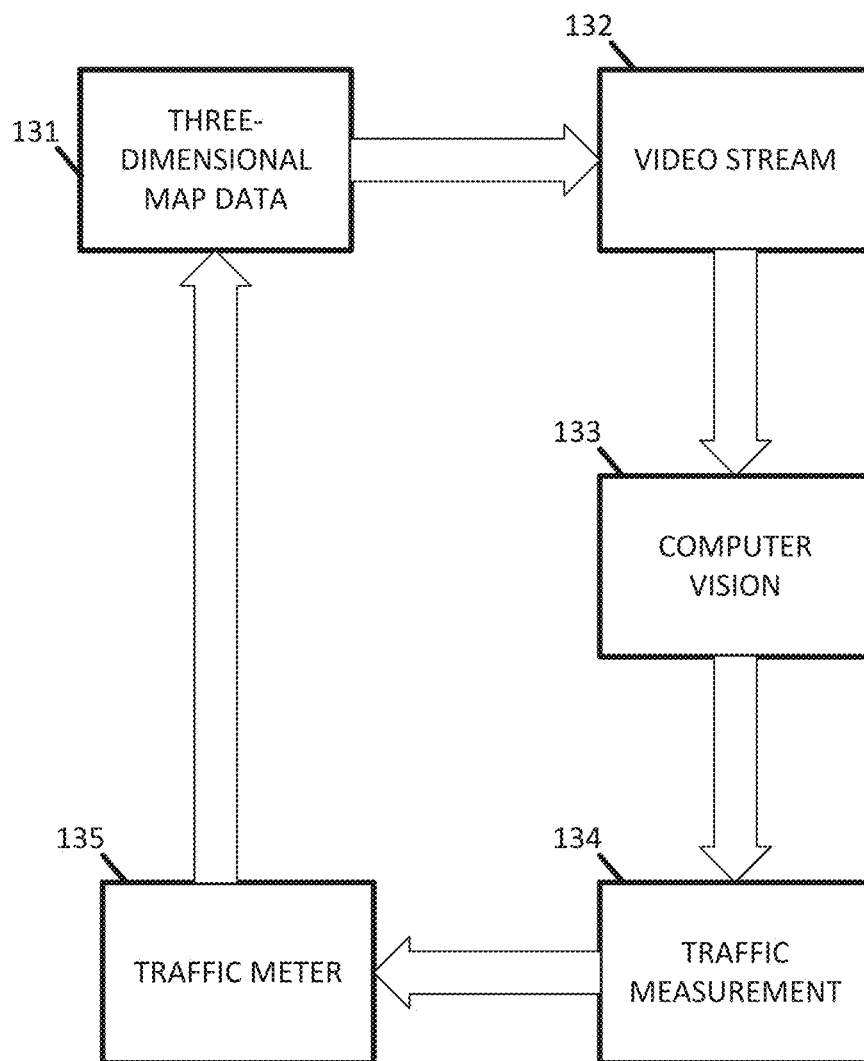 132
131
THREE-
DIMENSIONAL
MAP DATA
VIDEO STREAM
133
COMPUTER
VISION
135
134
TRAFFIC METER
TRAFFIC
MEASUREMENT